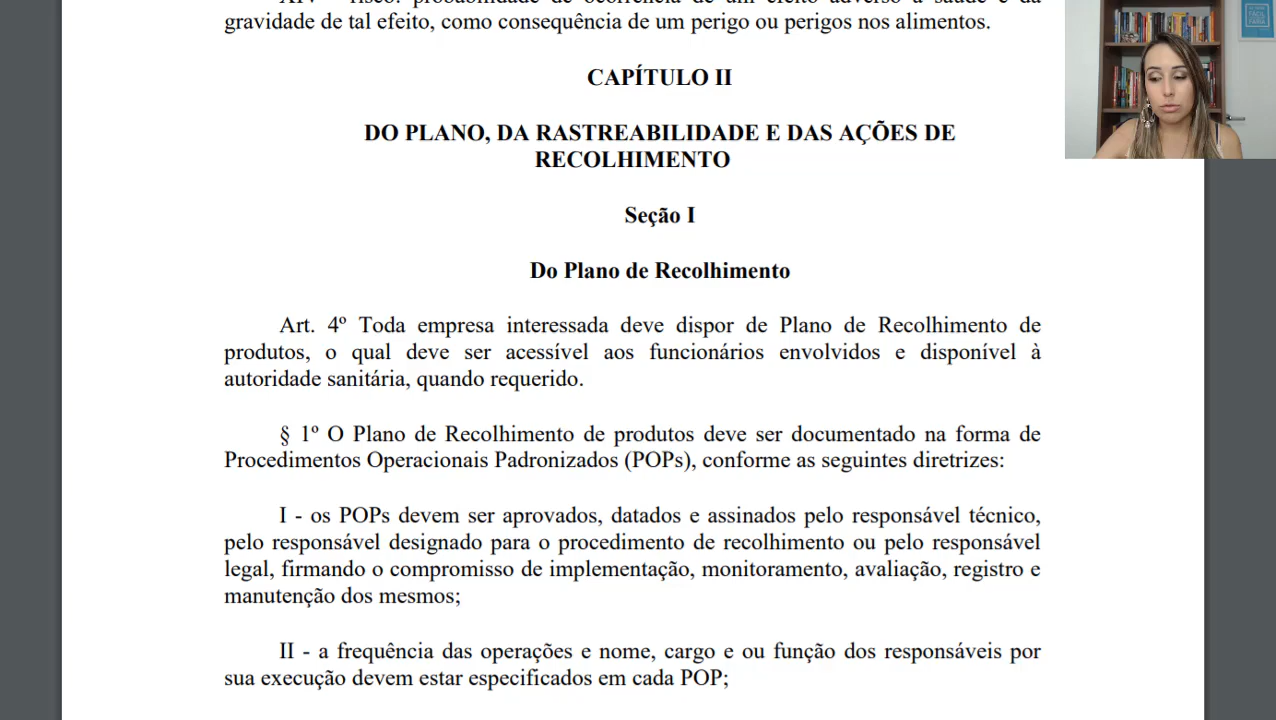 gravidade de tal efeito, como consequência de um perigo ou perigos nos alimentos.
CAPÍTULO II
DO PLANO, DA RASTREABILIDADE E DAS AÇÕES DE
RECOLHIMENTO
Seção I
Do Plano de Recolhimento
Art. 4º Toda empresa interessada deve dispor de Plano de Recolhimento de
produtos, o qual deve ser acessível aos funcionários envolvidos e disponível à
autoridade sanitária, quando requerido.
§ 1º O Plano de Recolhimento de produtos deve ser documentado na forma de
Procedimentos Operacionais Padronizados (POPs), conforme as seguintes diretrizes:
I - os POPs devem ser aprovados, datados e assinados pelo responsável técnico,
pelo responsável designado para o procedimento de recolhimento ou pelo responsável
legal, firmando o compromisso de implementação, monitoramento, avaliação, registro e
manutenção dos mesmos;
II - a frequência das operações e nome, cargo e ou função dos responsáveis por
sua execução devem estar especificados em cada POP;